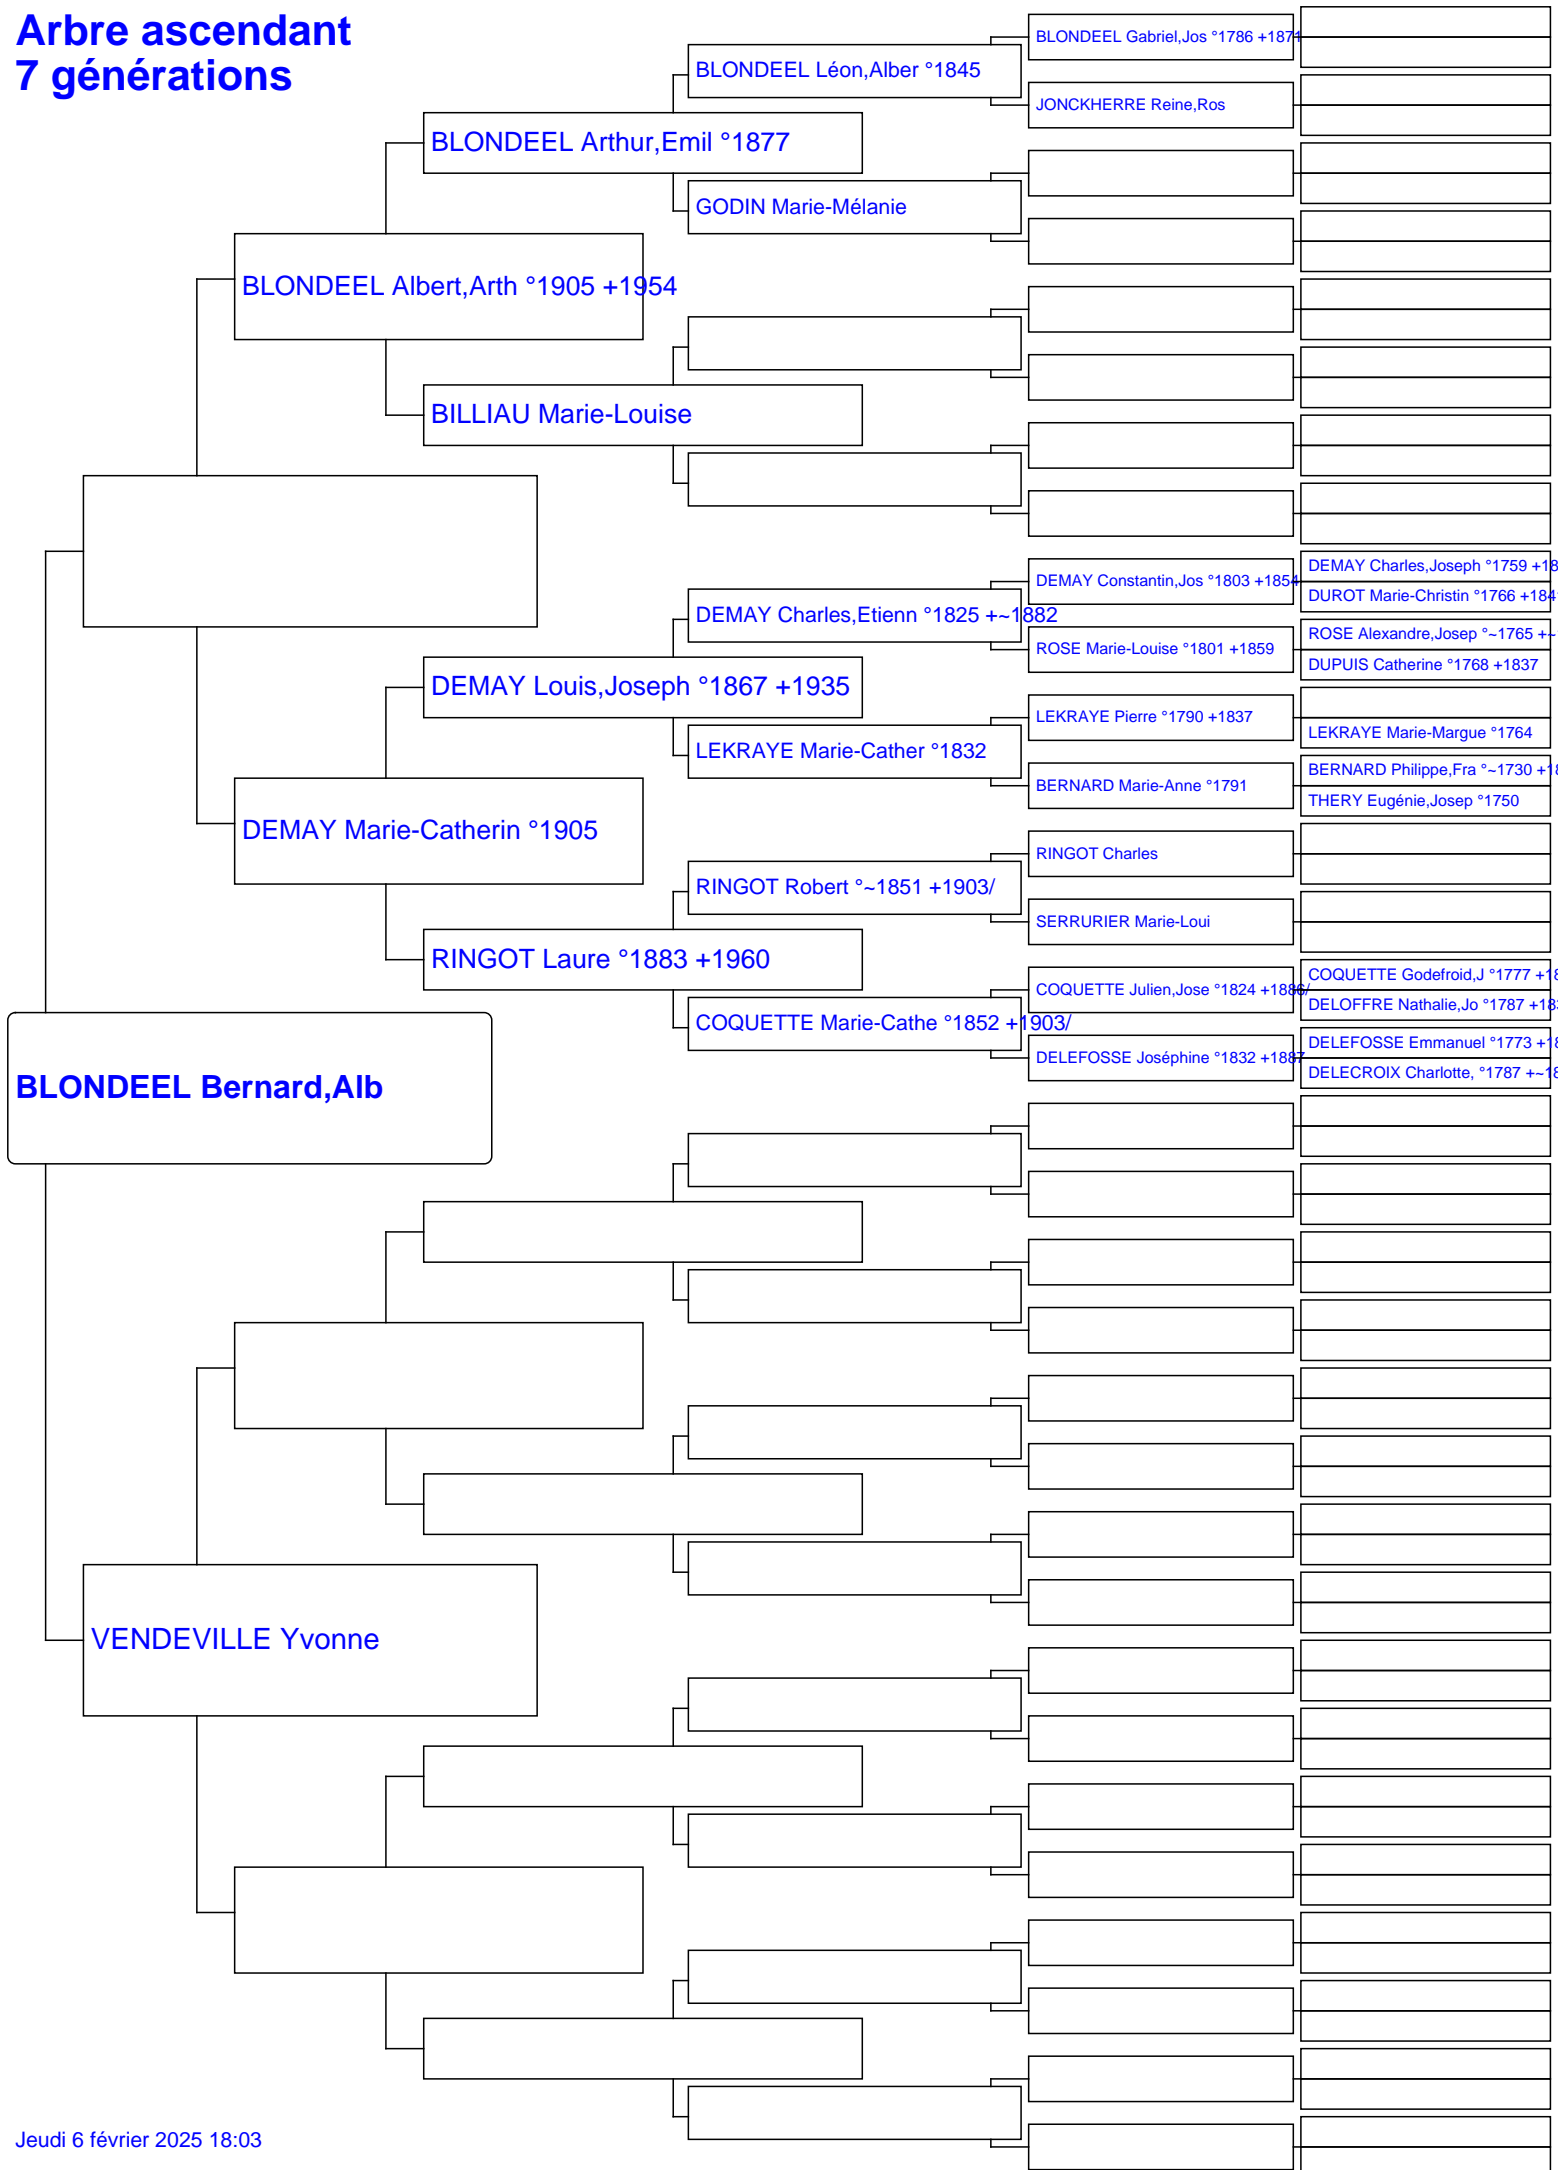 Arbre ascendant
7 générations
BLONDEEL Gabriel,Jos °1786 +1871
BLONDEEL Léon,Alber °1845
JONCKHERRE Reine,Ros
BLONDEEL Arthur,Emil °1877
GODIN Marie-Mélanie
BLONDEEL Albert,Arth °1905 +1954
BILLIAU Marie-Louise
DEMAY Charles,Joseph °1759 +18
DEMAY Constantin,Jos °1803 +1854
DUROT Marie-Christin °1766 +184
DEMAY Charles,Etienn °1825 +~1882
ROSE Alexandre,Josep °~1765 +~
ROSE Marie-Louise °1801 +1859
DUPUIS Catherine °1768 +1837
DEMAY Louis,Joseph °1867 +1935
LEKRAYE Pierre °1790 +1837
LEKRAYE Marie-Margue °1764
LEKRAYE Marie-Cather °1832
BERNARD Philippe,Fra °~1730 +18
BERNARD Marie-Anne °1791
THERY Eugénie,Josep °1750
DEMAY Marie-Catherin °1905
RINGOT Charles
RINGOT Robert °~1851 +1903/
SERRURIER Marie-Loui
RINGOT Laure °1883 +1960
COQUETTE Godefroid,J °1777 +18
COQUETTE Julien,Jose °1824 +1886/
DELOFFRE Nathalie,Jo °1787 +183
COQUETTE Marie-Cathe °1852 +1903/
DELEFOSSE Emmanuel °1773 +18
DELEFOSSE Joséphine °1832 +1887
DELECROIX Charlotte, °1787 +~18
BLONDEEL Bernard,Alb
VENDEVILLE Yvonne
Jeudi 6 février 2025 18:03